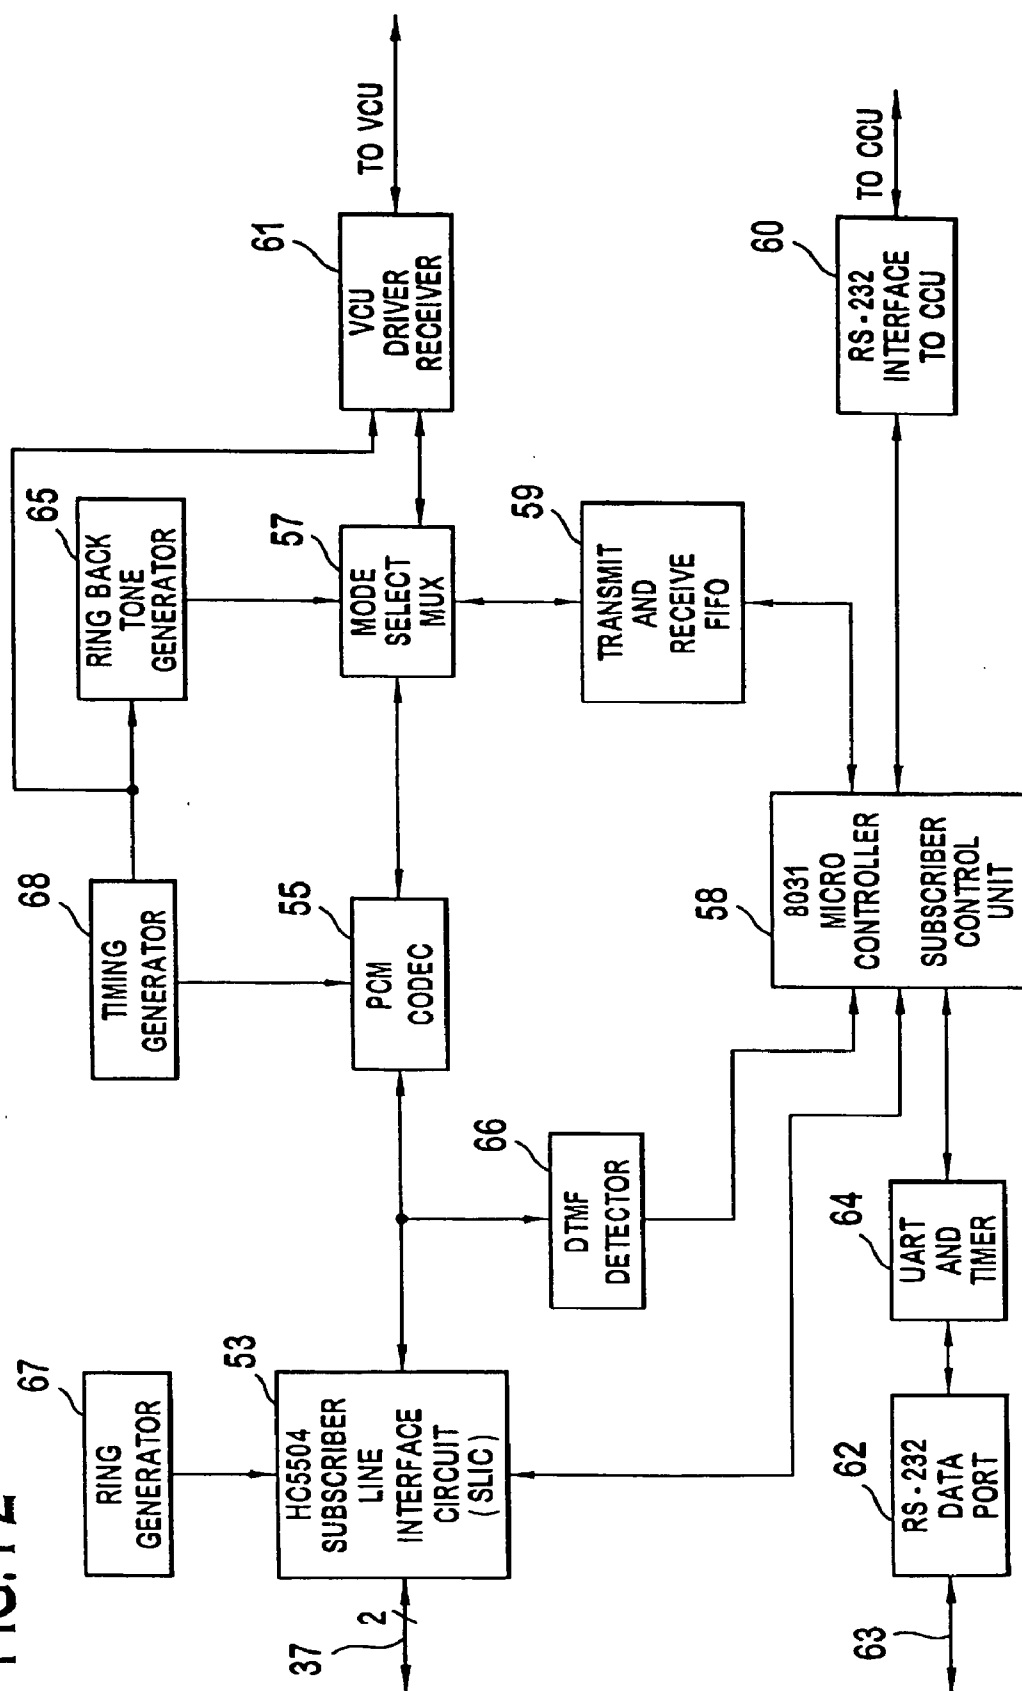 FIG.
67
RING
GENERATOR
68
TIMING
GENERATOR
65
RING BACK
TONE
GENERATOR
37
2
53
HC5504
SUBSCRIBER
LINE
INTERFACE
CIRCUIT
(SLIC)
55
PCM
CODEC
57
MODE
SELECT
MUX
61
VCU
DRIVER
RECEIVER
TO VCU
66
DTMF
DETECTOR
59
TRANSMIT
AND
RECEIVE
FIFO
63
62
RS-232
DATA
PORT
64
UART
AND
TIMER
58
8031
MICRO
CONTROLLER
SUBSCRIBER
CONTROL
UNIT
60
RS-232
INTERFACE
TO CCU
TO CCU